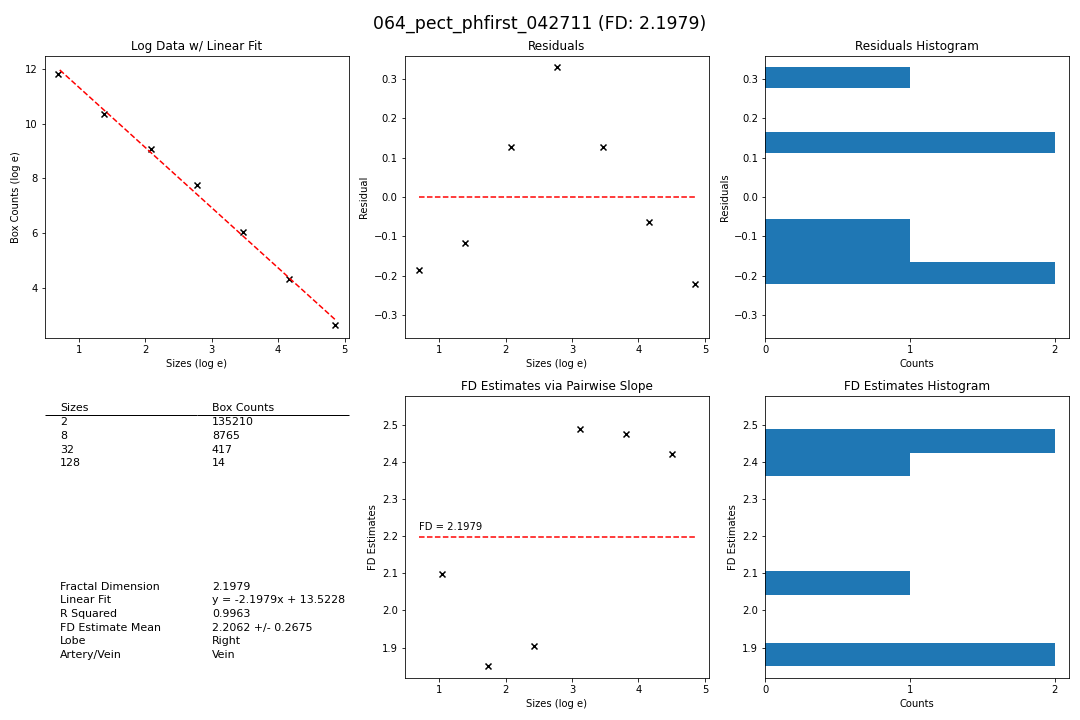 064_pect_phfirst_042711 (FD: 2.1979)
Log Data w/ Linear Fit
12
10
8
6
4
Box Counts (log e)
1 2 3 4 5
Sizes (log e)
Residuals
0.3
0.2
0.1
0.0
−0.1
−0.2
−0.3
Residual
1 2 3 4 5
Sizes (log e)
Residuals Histogram
0.3
0.2
0.1
0.0
−0.1
−0.2
−0.3
Residuals
0 1 2
Counts
Sizes Box Counts
2 135210
8 8765
32 417
128 14
Fractal Dimension 2.1979
Linear Fit y = -2.1979x + 13.5228
R Squared 0.9963
FD Estimate Mean 2.2062 +/- 0.2675
Lobe Right
Artery/Vein Vein
FD Estimates via Pairwise Slope
2.5
2.4
2.3
2.2
2.1
2.0
1.9
FD Estimates
FD = 2.1979
1 2 3 4 5
Sizes (log e)
FD Estimates Histogram
2.5
2.4
2.3
2.2
2.1
2.0
1.9
FD Estimates
0 1 2
Counts